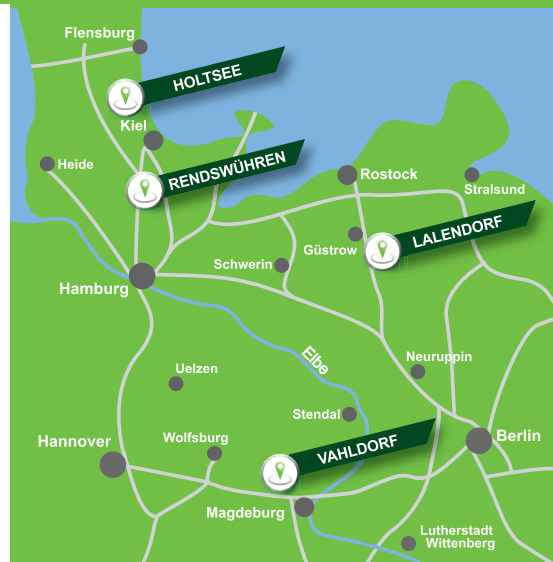 Flensburg
HOLTSEE
Kiel
Heide
RENDSWÜHREN
Rostock
Stralsund
LALENDORF
Güstrow
Schwerin
Hamburg
Elbe
Neuruppin
Uelzen
Stendal
Berlin
Hannover
Wolfsburg
VAHLDORF
Magdeburg
Lutherstadt
Wittenberg